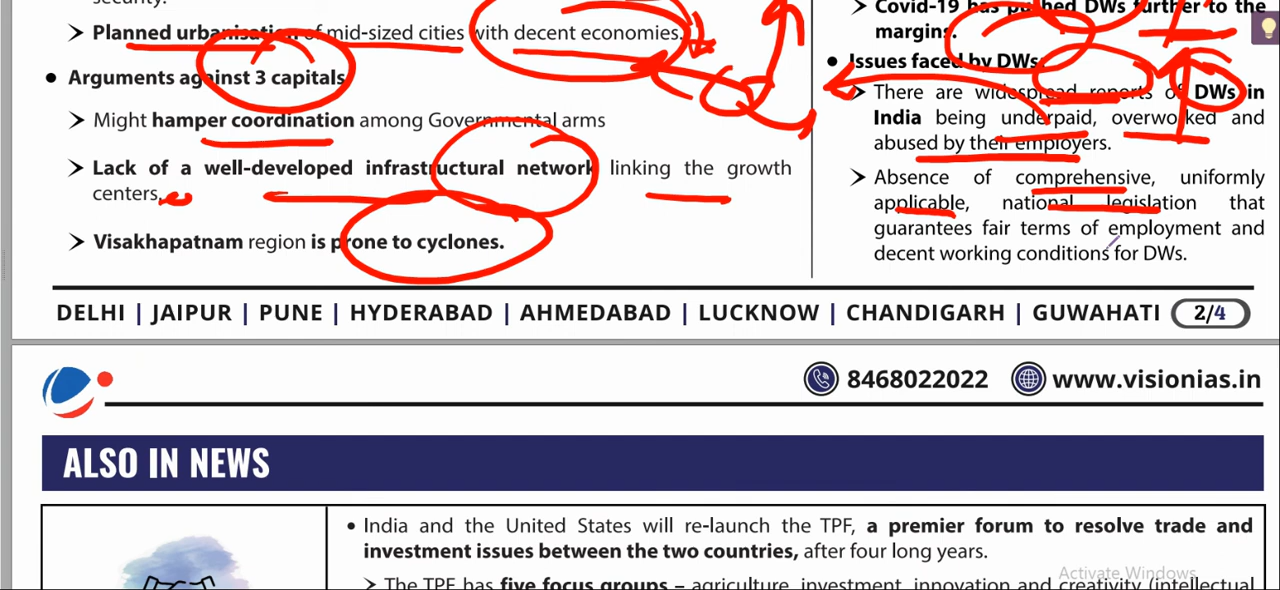 security.
Planned urbanisation of mid-sized cities with decent economies.
Arguments against 3 capitals
Might hamper coordination among Governmental arms
Lack of a well-developed infrastructural network linking the growth
centers.
Visakhapatnam region is prone to cyclones.
Covid-19 has pushed DWs further to the
margins.
Issues faced by DWs
There are widespread reports of DWs in
India being underpaid, overworked and
abused by their employers.
Absence of comprehensive, uniformly
applicable, national legislation that
guarantees fair terms of employment and
decent working conditions for DWs.
DELHI | JAIPUR | PUNE | HYDERABAD | AHMEDABAD | LUCKNOW | CHANDIGARH | GUWAHATI 2/4
8468022022 www.visionias.in
ALSO IN NEWS
India and the United States will re-launch the TPF, a premier forum to resolve trade and
investment issues between the two countries, after four long years.
The TPF has five focus groups – agriculture, investment, innovation and creativity (intellectual
Activate Windows